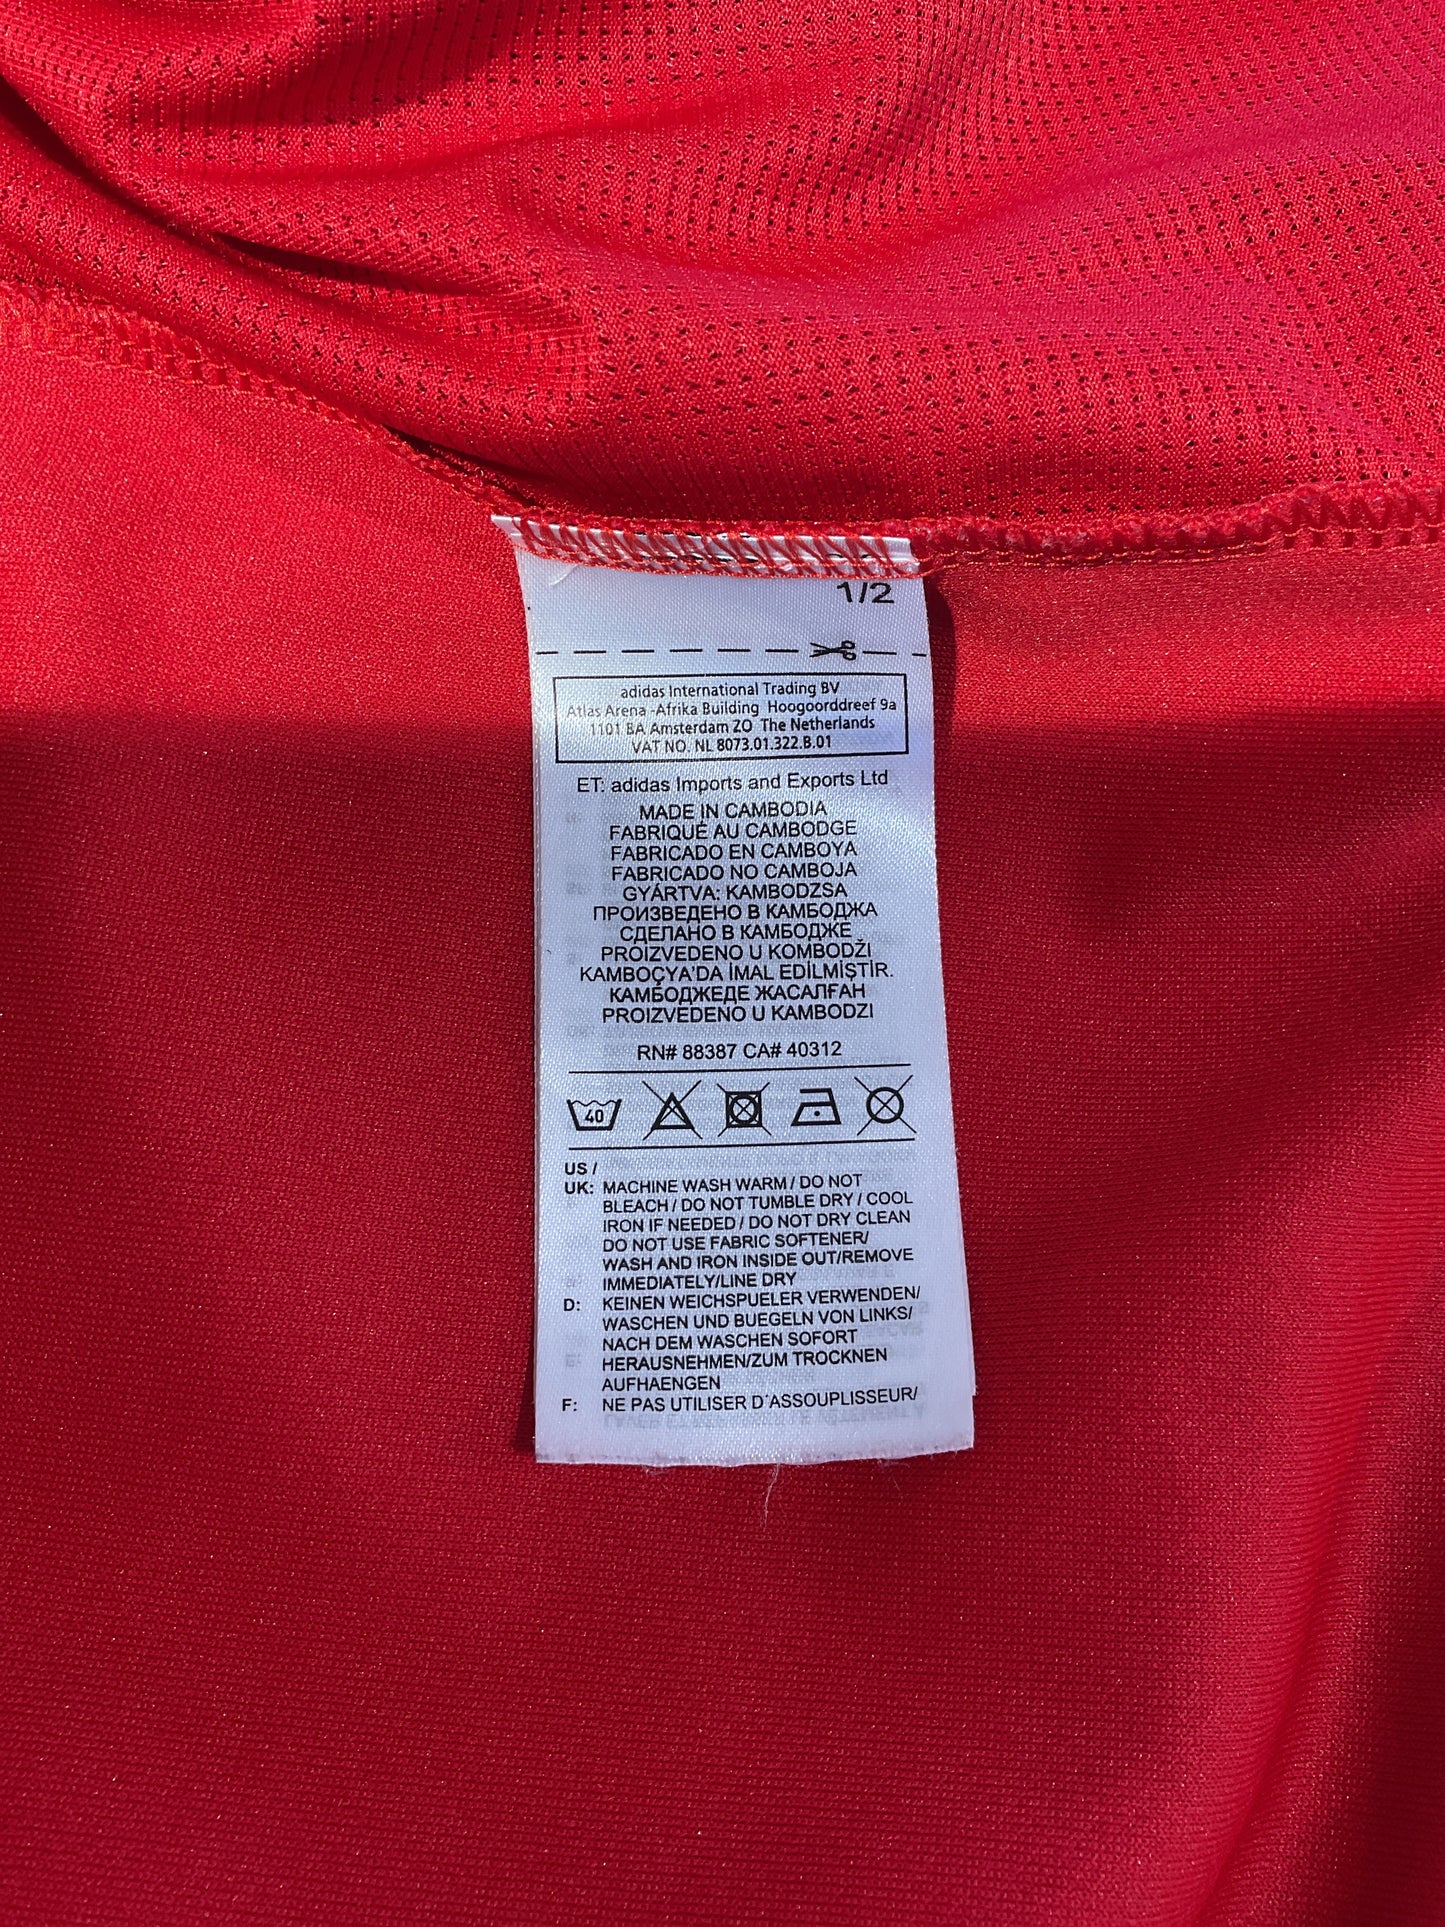 1/2
adidas International Trading BV
Atlas Arena -Afrika Building Hoogoorddreef 9a
1101 BA Amsterdam ZO The Netherlands
VAT NO. NL 8073.01.322.B.01
ET: adidas Imports and Exports Ltd
MADE IN CAMBODIA
FABRIQUÉ AU CAMBODGE
FABRICADO EN CAMBOYA
FABRICADO NO CAMBOJA
GYÁRTVA: KAMBODZSA
ПРОИЗВЕДЕНО В КАМБОДЖА
СДЕЛАНО В КАМБОДЖЕ
PROIZVEDENO U KOMBODŽI
KAMBOÇYA'DA İMAL EDİLMİŞTİR.
КАМБОДЖЕДЕ ЖАСАЛҒАН
PROIZVEDENO U KAMBODZI
RN# 88387 CA# 40312
40
US /
UK: MACHINE WASH WARM / DO NOT
BLEACH / DO NOT TUMBLE DRY / COOL
IRON IF NEEDED / DO NOT DRY CLEAN
DO NOT USE FABRIC SOFTENER/
WASH AND IRON INSIDE OUT/REMOVE
IMMEDIATELY/LINE DRY
D: KEINEN WEICHSPUELER VERWENDEN/
WASCHEN UND BUEGELN VON LINKS/
NACH DEM WASCHEN SOFORT
HERAUSNEHMEN/ZUM TROCKNEN
AUFHAENGEN
F: NE PAS UTILISER D´ASSOUPLISSEUR/